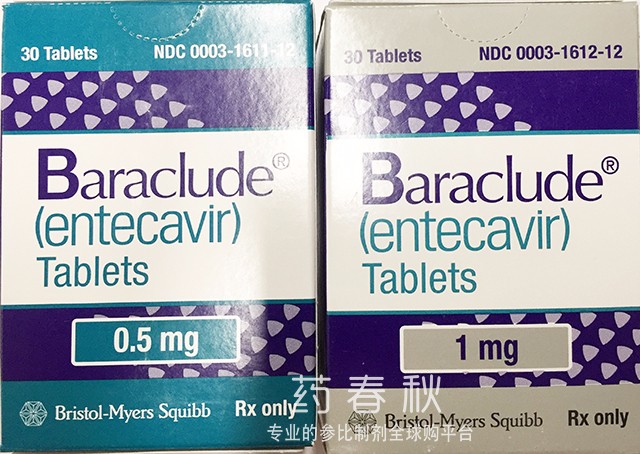 30 Tablets
NDC 0003-1611-12
Baraclude®
(entecavir)
Tablets
0.5 mg
Bristol-Myers Squibb
Rx only
30 Tablets
NDC 0003-1612-12
Baraclude®
(entecavir)
Tablets
1 mg
Bristol-Myers Squibb
Rx only
药春秋
专业的参比制剂全球购平台